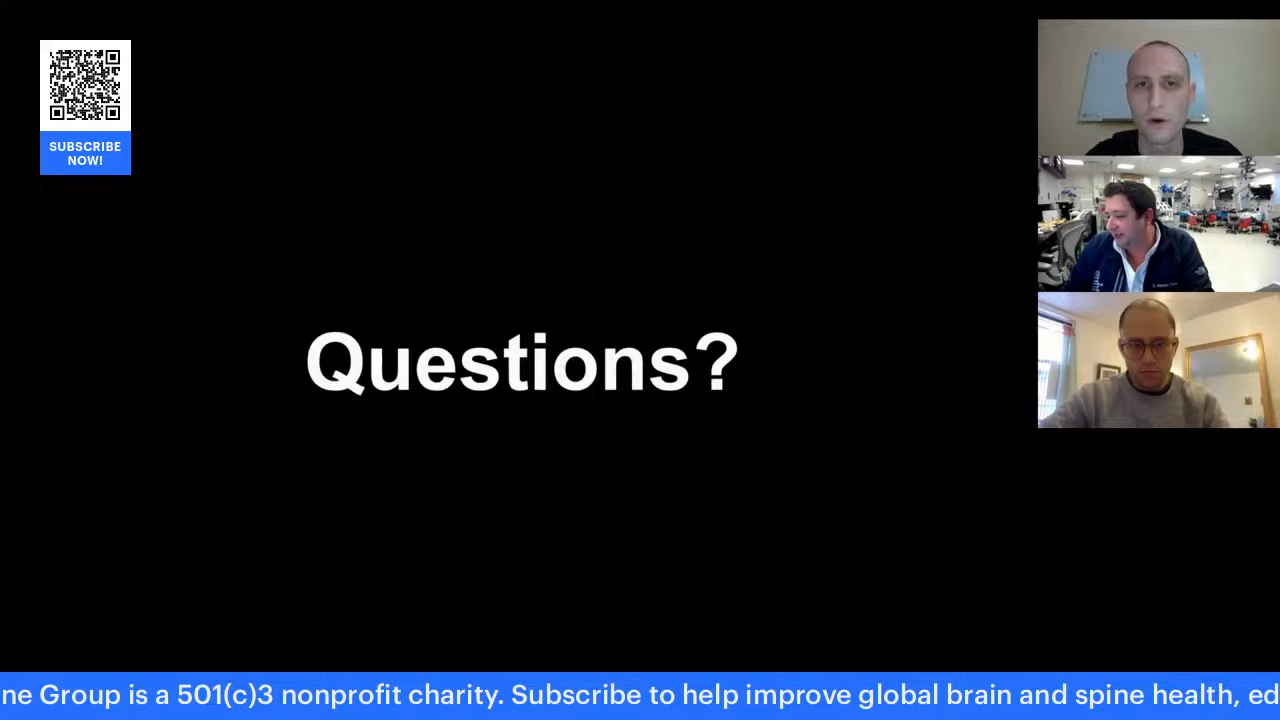 SUBSCRIBE
NOW!
Questions?
ne Group is a 501(c)3 nonprofit charity. Subscribe to help improve global brain and spine health, ed